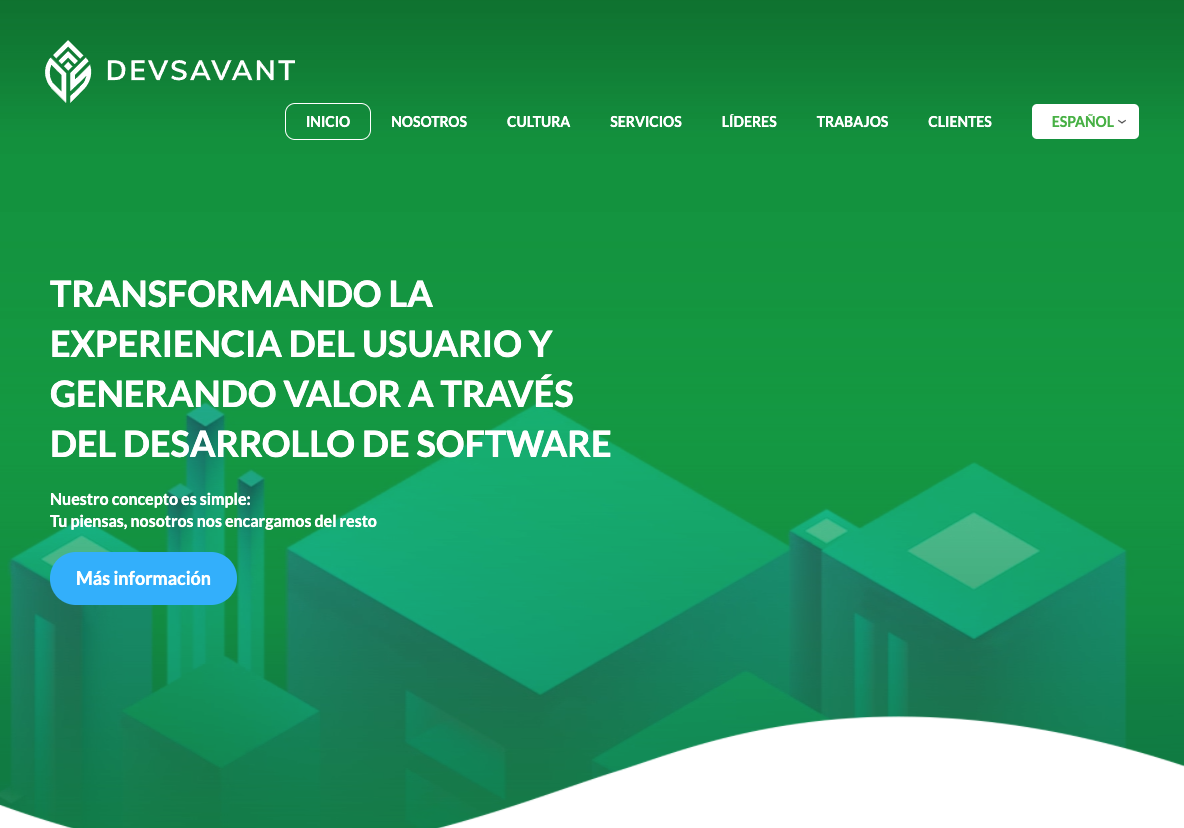 DEVSAVANT
INICIO NOSOTROS CULTURA SERVICIOS LÍDERES TRABAJOS CLIENTES ESPAÑOL
TRANSFORMANDO LA
EXPERIENCIA DEL USUARIO Y
GENERANDO VALOR A TRAVÉS
DEL DESARROLLO DE SOFTWARE
Nuestro concepto es simple:
Tu piensas, nosotros nos encargamos del resto
Más información